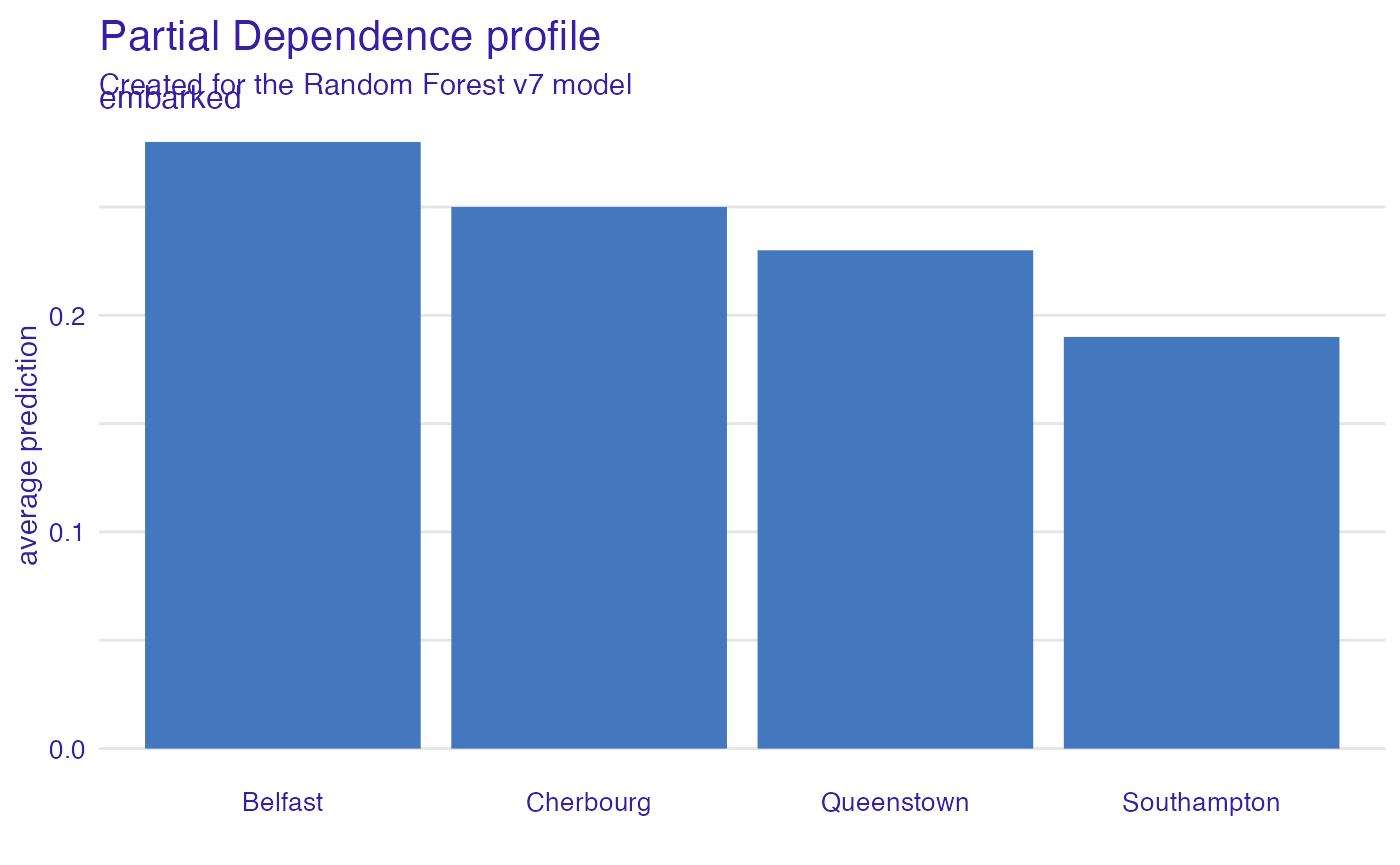 Partial Dependence profile
Created for the Random Forest v7 model
embarked
average prediction
0.2
0.1
0.0
Belfast Cherbourg Queenstown Southampton